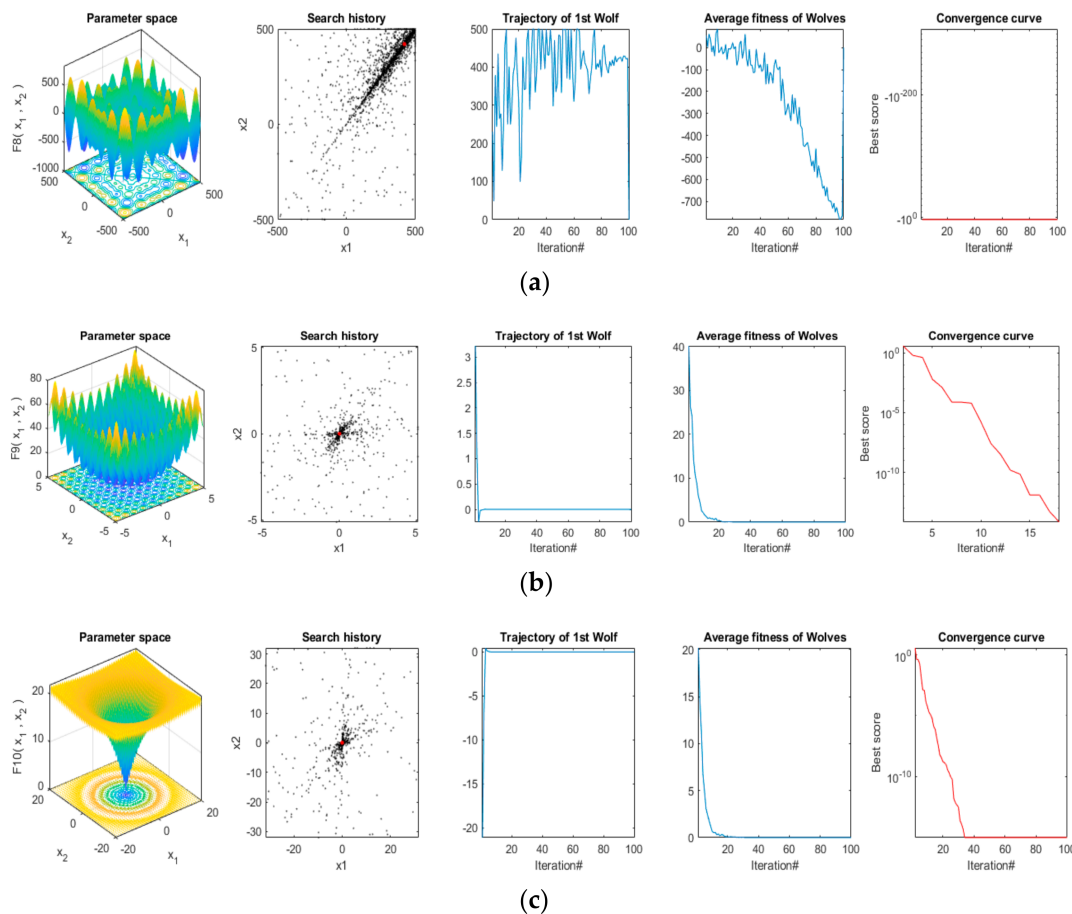 Parameter space
Search history
Trajectory of 1st Wolf
Average fitness of Wolves
Convergence curve
F8( x1 , x2 )
500
0
-500
-1000
500
0
-500
-500
0
500
x2
x1
x2
500
0
-500
-500
0
500
x1
500
400
300
200
100
0
20 40 60 80 100
Iteration#
0
-100
-200
-300
-400
-500
-600
-700
20 40 60 80 100
Iteration#
Best score
-10^-200
-10^0
20 40 60 80 100
Iteration#
(a)
Parameter space
Search history
Trajectory of 1st Wolf
Average fitness of Wolves
Convergence curve
F9( x1 , x2 )
80
60
40
20
0
5
0
-5
-5
0
5
x2
x1
x2
5
0
-5
-5
0
5
x1
3
2.5
2
1.5
1
0.5
0
20 40 60 80 100
Iteration#
40
30
20
10
0
20 40 60 80 100
Iteration#
Best score
10^0
10^-5
10^-10
5 10 15
Iteration#
(b)
Parameter space
Search history
Trajectory of 1st Wolf
Average fitness of Wolves
Convergence curve
F10( x1 , x2 )
20
10
0
20
0
-20
-20
0
20
x2
x1
x2
30
20
10
0
-10
-20
-30
-20
0
20
x1
0
-5
-10
-15
-20
20 40 60 80 100
Iteration#
20
15
10
5
0
20 40 60 80 100
Iteration#
Best score
10^0
10^-10
20 40 60 80 100
Iteration#
(c)